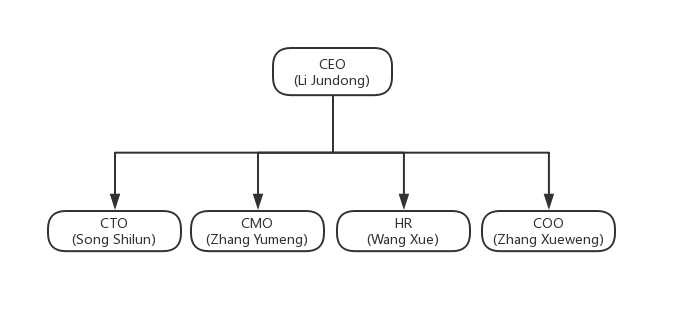 CEO
(Li Jundong)
CTO
(Song Shilun)
CMO
(Zhang Yumeng)
HR
(Wang Xue)
COO
(Zhang Xueweng)